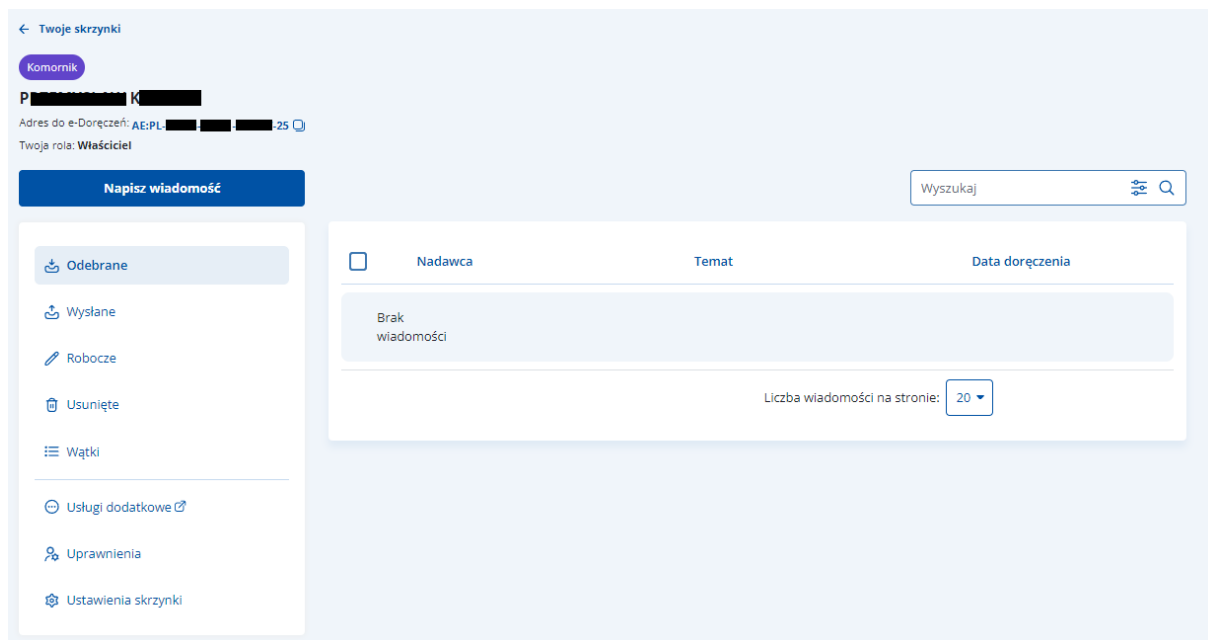 Twoje skrzynki
Komornik
P K
Adres do e-Doręczeń: AE:PL- - - -25
Twoja rola: Właściciel
Napisz wiadomość
Wyszukaj
Odebrane
Wysłane
Robocze
Usunięte
Wątki
Usługi dodatkowe
Uprawnienia
Ustawienia skrzynki
Nadawca Temat Data doręczenia
Brak
wiadomości
Liczba wiadomości na stronie: 20